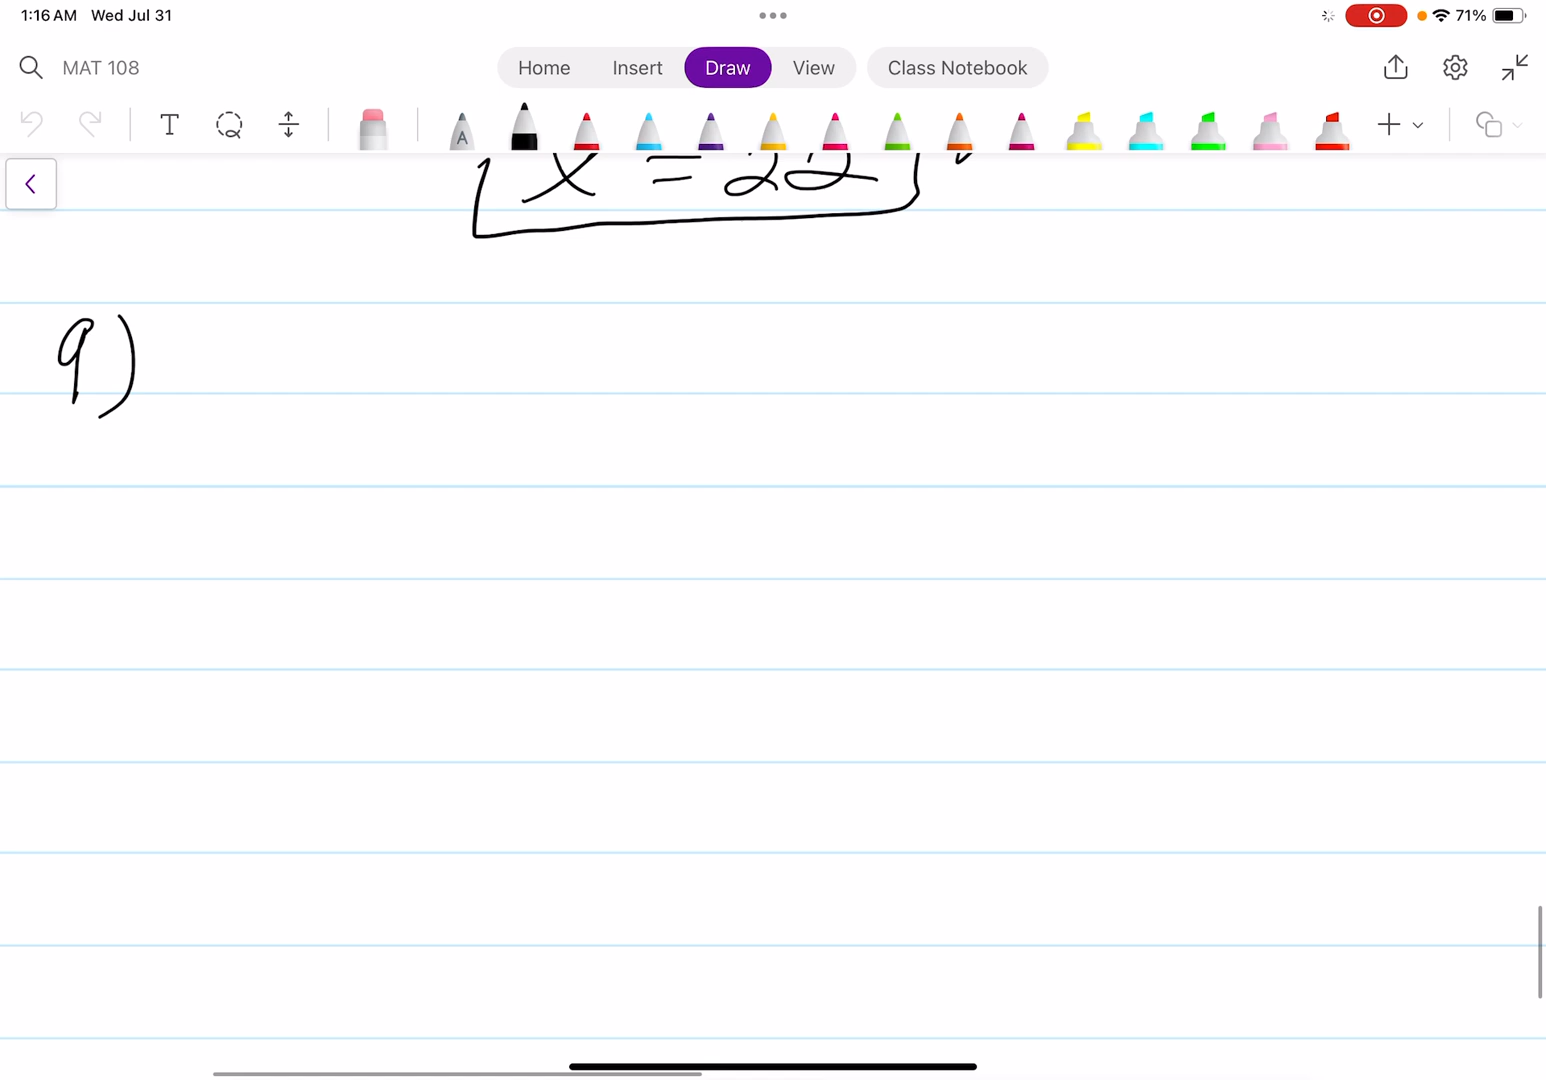 1:16 AM Wed Jul 31
71%
MAT 108
Home Insert Draw View Class Notebook
T
A
x = 22
9)